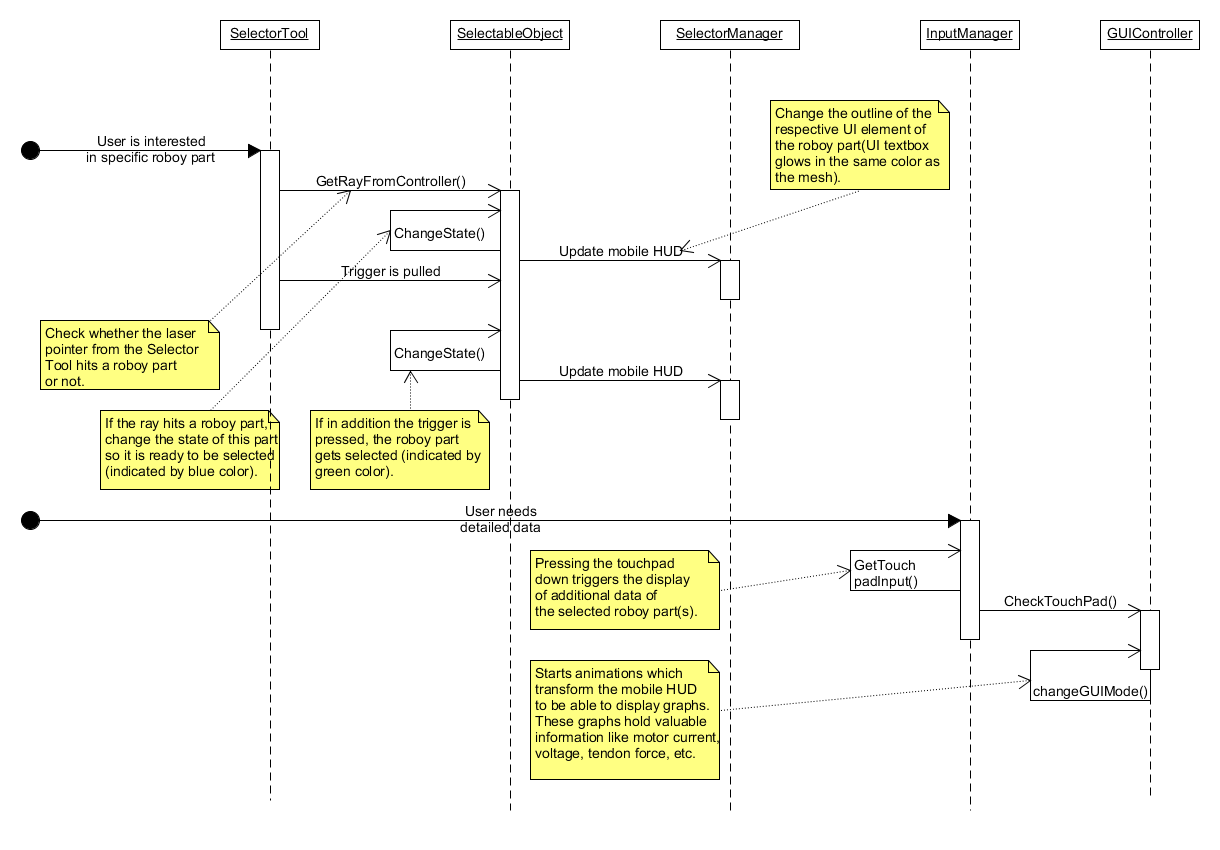 SelectorTool
SelectableObject
SelectorManager
InputManager
GUIController
Change the outline of the
respective UI element of
the roboy part(UI textbox
glows in the same color as
the mesh).
User is interested
in specific roboy part
GetRayFromController()
ChangeState()
Update mobile HUD
Trigger is pulled
Check whether the laser
pointer from the Selector
Tool hits a roboy part
or not.
ChangeState()
Update mobile HUD
If the ray hits a roboy part,
change the state of this part
so it is ready to be selected
(indicated by blue color).
If in addition the trigger is
pressed, the roboy part
gets selected (indicated by
green color).
User needs
detailed data
Pressing the touchpad
down triggers the display
of additional data of
the selected roboy part(s).
GetTouch
padInput()
CheckTouchPad()
Starts animations which
transform the mobile HUD
to be able to display graphs.
These graphs hold valuable
information like motor current,
voltage, tendon force, etc.
changeGUIMode()